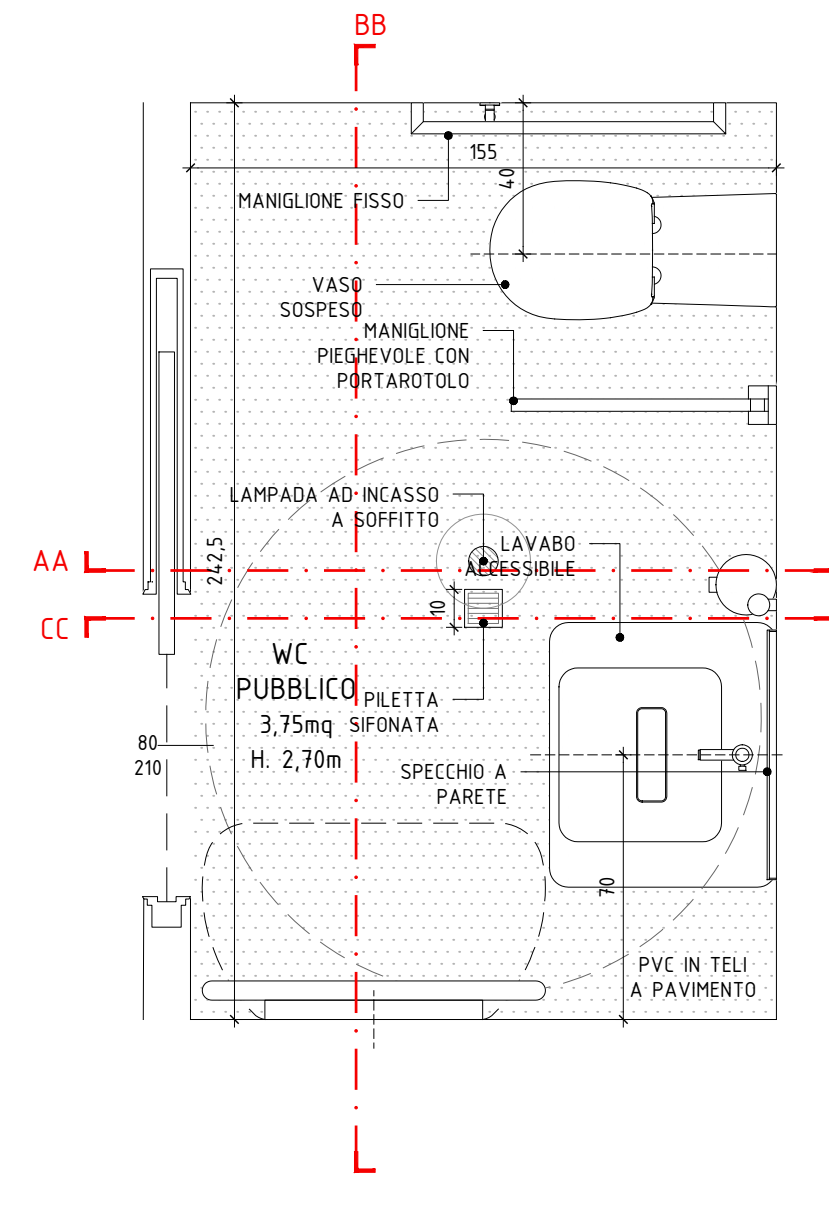 BB
155
40
MANIGLIONE FISSO
VASO
SOSPESO
MANIGLIONE
PIEGHEVOLE CON
PORTAROTOLO
LAMPADA AD INCASSO
A SOFFITTO
LAVABO
ACCESSIBILE
242,5
AA
CC
10
WC
PUBBLICO
3,75mq
H. 2,70m
PILETTA
SIFONATA
80
210
SPECCHIO A
PARETE
70
PVC IN TELI
A PAVIMENTO